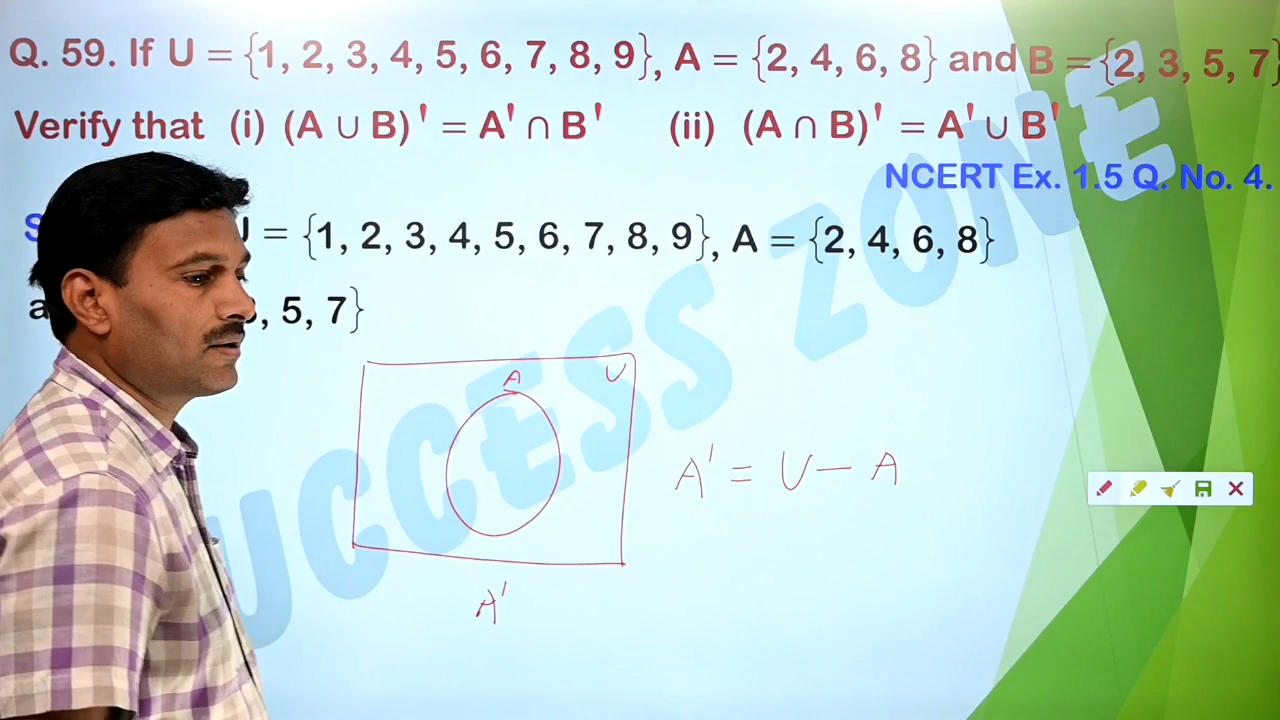 Q. 59. If U = {1, 2, 3, 4, 5, 6, 7, 8, 9}, A = {2, 4, 6, 8} and B = {2, 3, 5, 7}
Verify that (i) (A ∪ B)' = A' ∩ B' (ii) (A ∩ B)' = A' ∪ B'
NCERT Ex. 1.5 Q. No. 4.
= {1, 2, 3, 4, 5, 6, 7, 8, 9}, A = {2, 4, 6, 8}
, 5, 7}
A U
A' = U — A
A'
SUCCESS ZONE